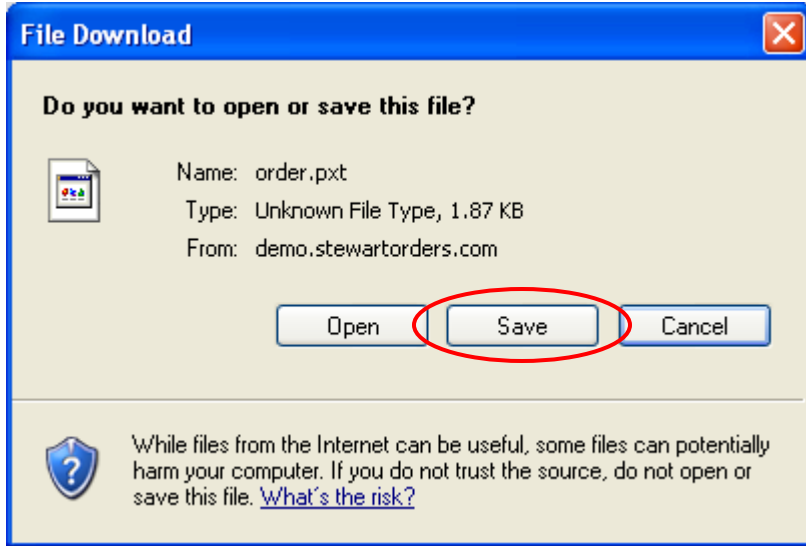 File Download
Do you want to open or save this file?
Name: order.pxt
Type: Unknown File Type, 1.87 KB
From: demo.stewartorders.com
Open Save Cancel
While files from the Internet can be useful, some files can potentially
harm your computer. If you do not trust the source, do not open or
save this file. What's the risk?